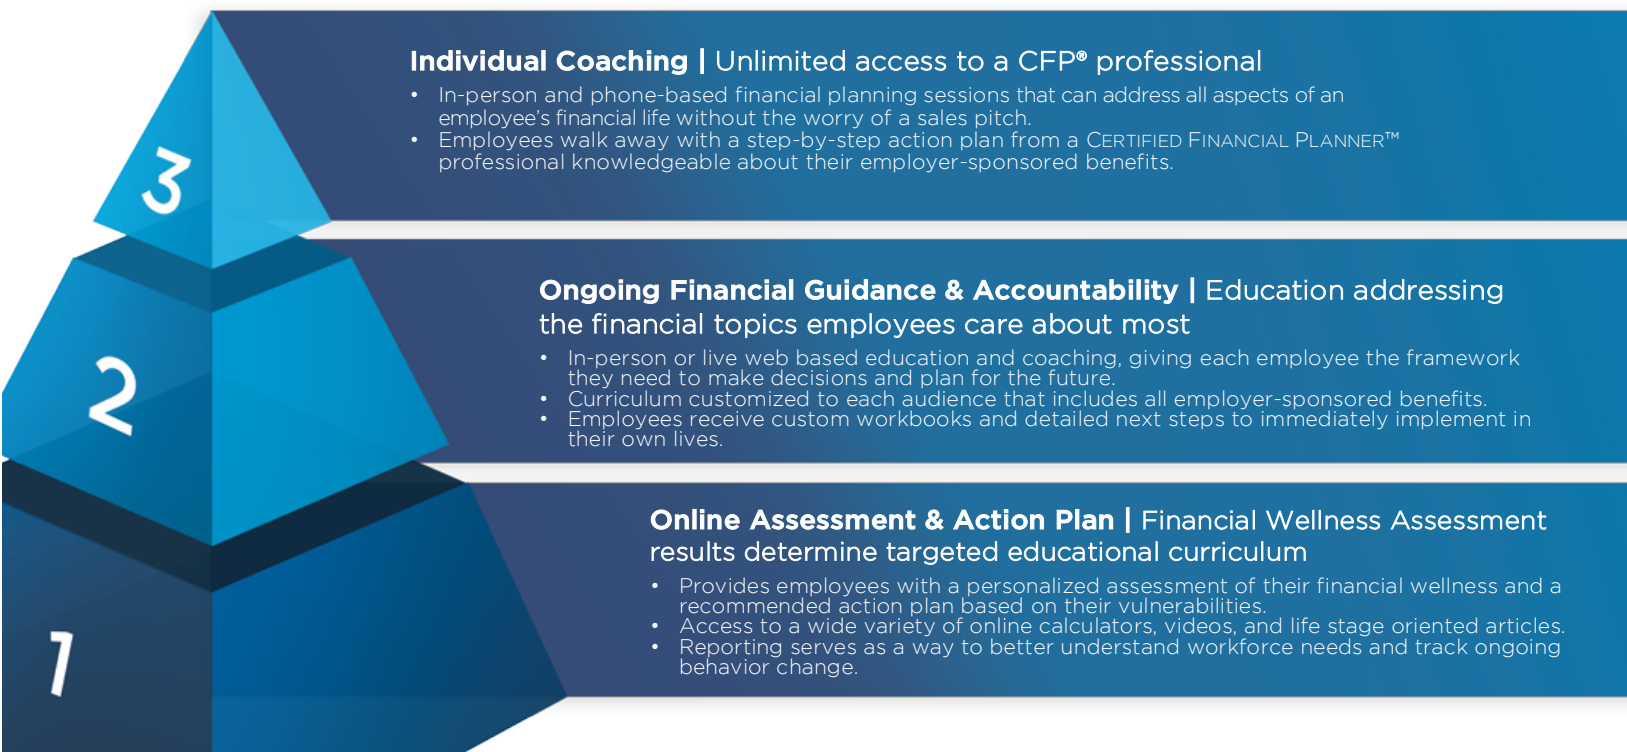 3
Individual Coaching | Unlimited access to a CFP® professional
• In-person and phone-based financial planning sessions that can address all aspects of an
employee's financial life without the worry of a sales pitch.
• Employees walk away with a step-by-step action plan from a CERTIFIED FINANCIAL PLANNER™
professional knowledgeable about their employer-sponsored benefits.
2
Ongoing Financial Guidance & Accountability | Education addressing
the financial topics employees care about most
• In-person or live web based education and coaching, giving each employee the framework
they need to make decisions and plan for the future.
• Curriculum customized to each audience that includes all employer-sponsored benefits.
• Employees receive custom workbooks and detailed next steps to immediately implement in
their own lives.
1
Online Assessment & Action Plan | Financial Wellness Assessment
results determine targeted educational curriculum
• Provides employees with a personalized assessment of their financial wellness and a
recommended action plan based on their vulnerabilities.
• Access to a wide variety of online calculators, videos, and life stage oriented articles.
• Reporting serves as a way to better understand workforce needs and track ongoing
behavior change.